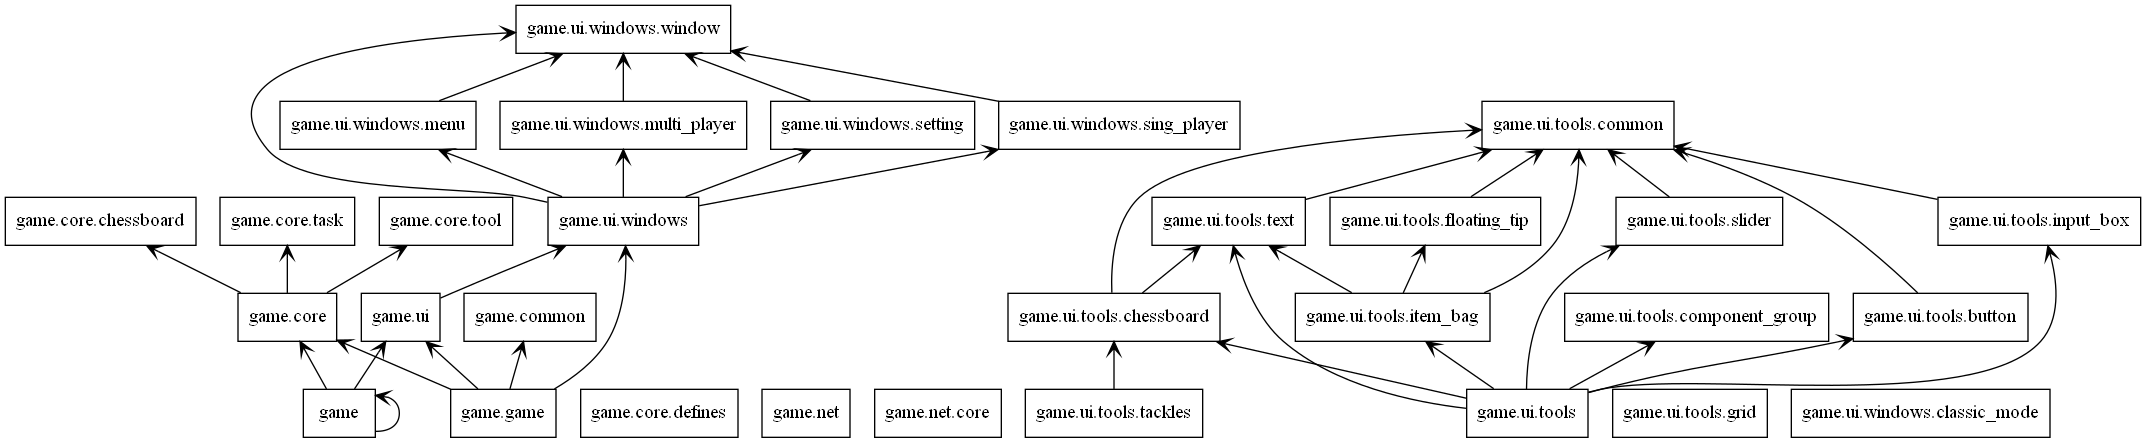 game.ui.windows.window
game.ui.windows.menu
game.ui.windows.multi_player
game.ui.windows.setting
game.ui.windows.sing_player
game.ui.tools.common
game.core.chessboard
game.core.task
game.core.tool
game.ui.windows
game.ui.tools.text
game.ui.tools.floating_tip
game.ui.tools.slider
game.ui.tools.input_box
game.core
game.ui
game.common
game.ui.tools.chessboard
game.ui.tools.item_bag
game.ui.tools.component_group
game.ui.tools.button
game
game.game
game.core.defines
game.net
game.net.core
game.ui.tools.tackles
game.ui.tools
game.ui.tools.grid
game.ui.windows.classic_mode